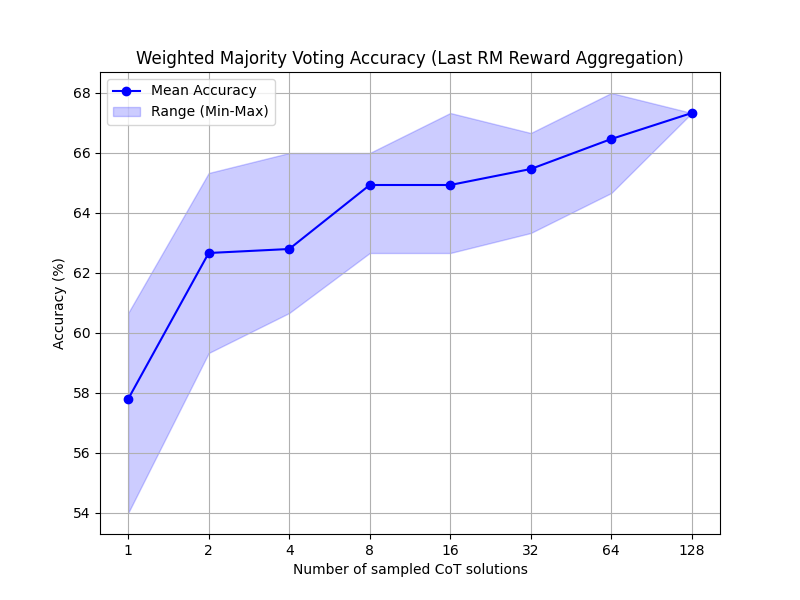 Weighted Majority Voting Accuracy (Last RM Reward Aggregation)
Mean Accuracy
Range (Min-Max)
68
66
64
62
60
58
56
54
Accuracy (%)
1 2 4 8 16 32 64 128
Number of sampled CoT solutions